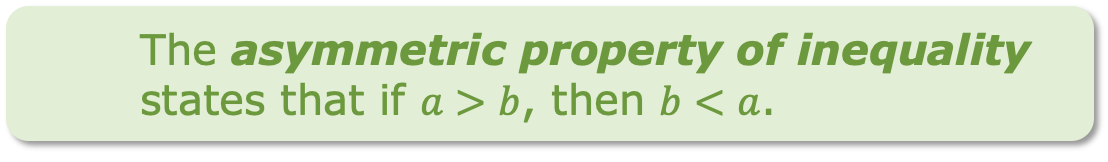 The asymmetric property of inequality
states that if a > b, then b < a.